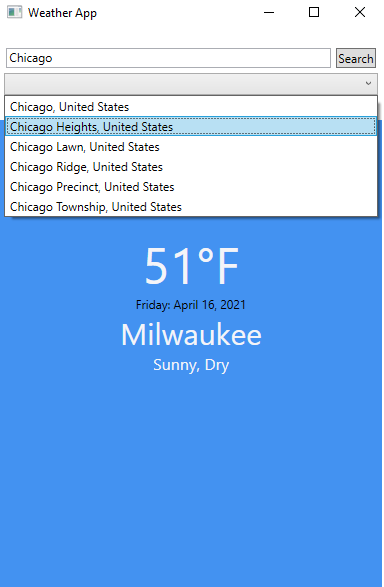 Weather App
Chicago
Search
Chicago, United States
Chicago Heights, United States
Chicago Lawn, United States
Chicago Ridge, United States
Chicago Precinct, United States
Chicago Township, United States
51°F
Friday: April 16, 2021
Milwaukee
Sunny, Dry